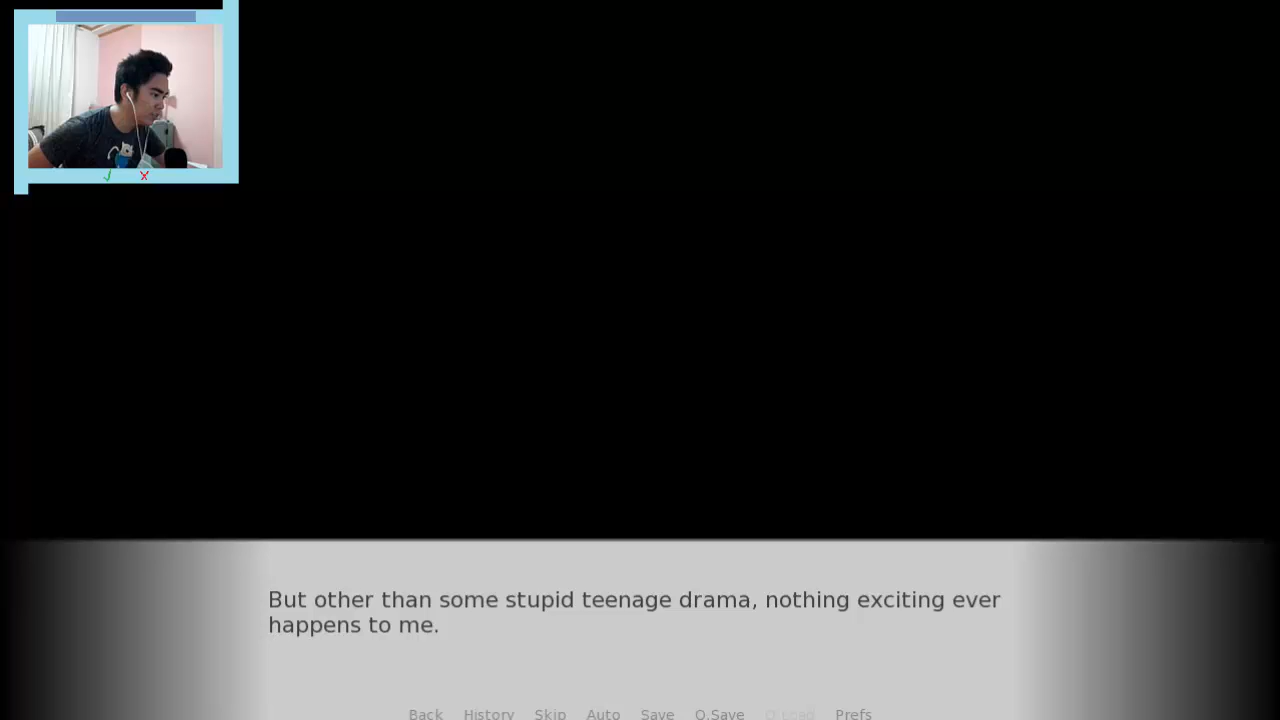 But other than some stupid teenage drama, nothing exciting ever
happens to me.
Back History Skip Auto Save Q.Save Q.Load Prefs